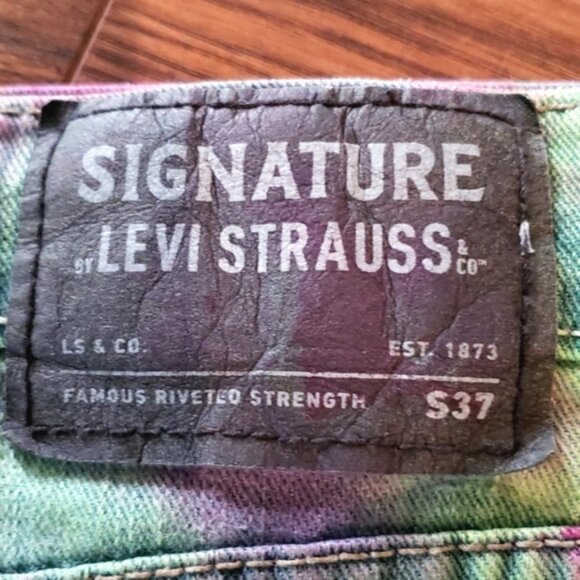 SIGNATURE
BY LEVI STRAUSS & CO™
LS & CO. EST. 1873
FAMOUS RIVETED STRENGTH S37